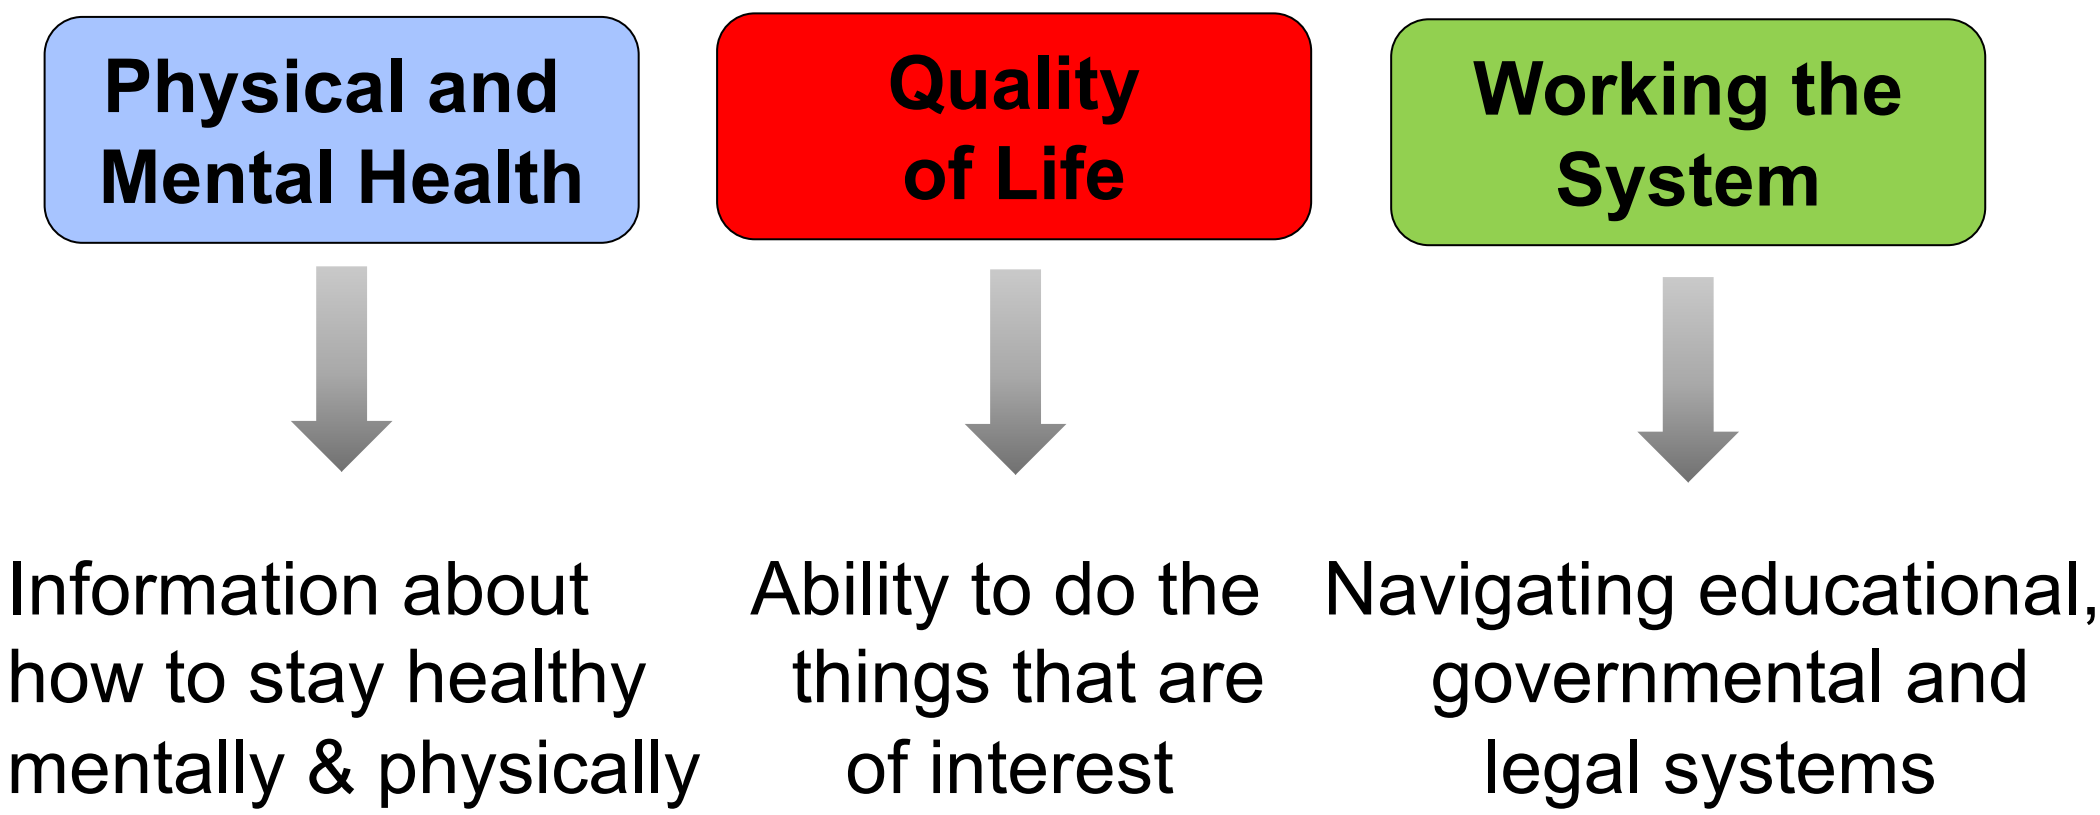 Physical and
Mental Health
Quality
of Life
Working the
System
Information about
how to stay healthy
mentally & physically
Ability to do the
things that are
of interest
Navigating educational,
governmental and
legal systems